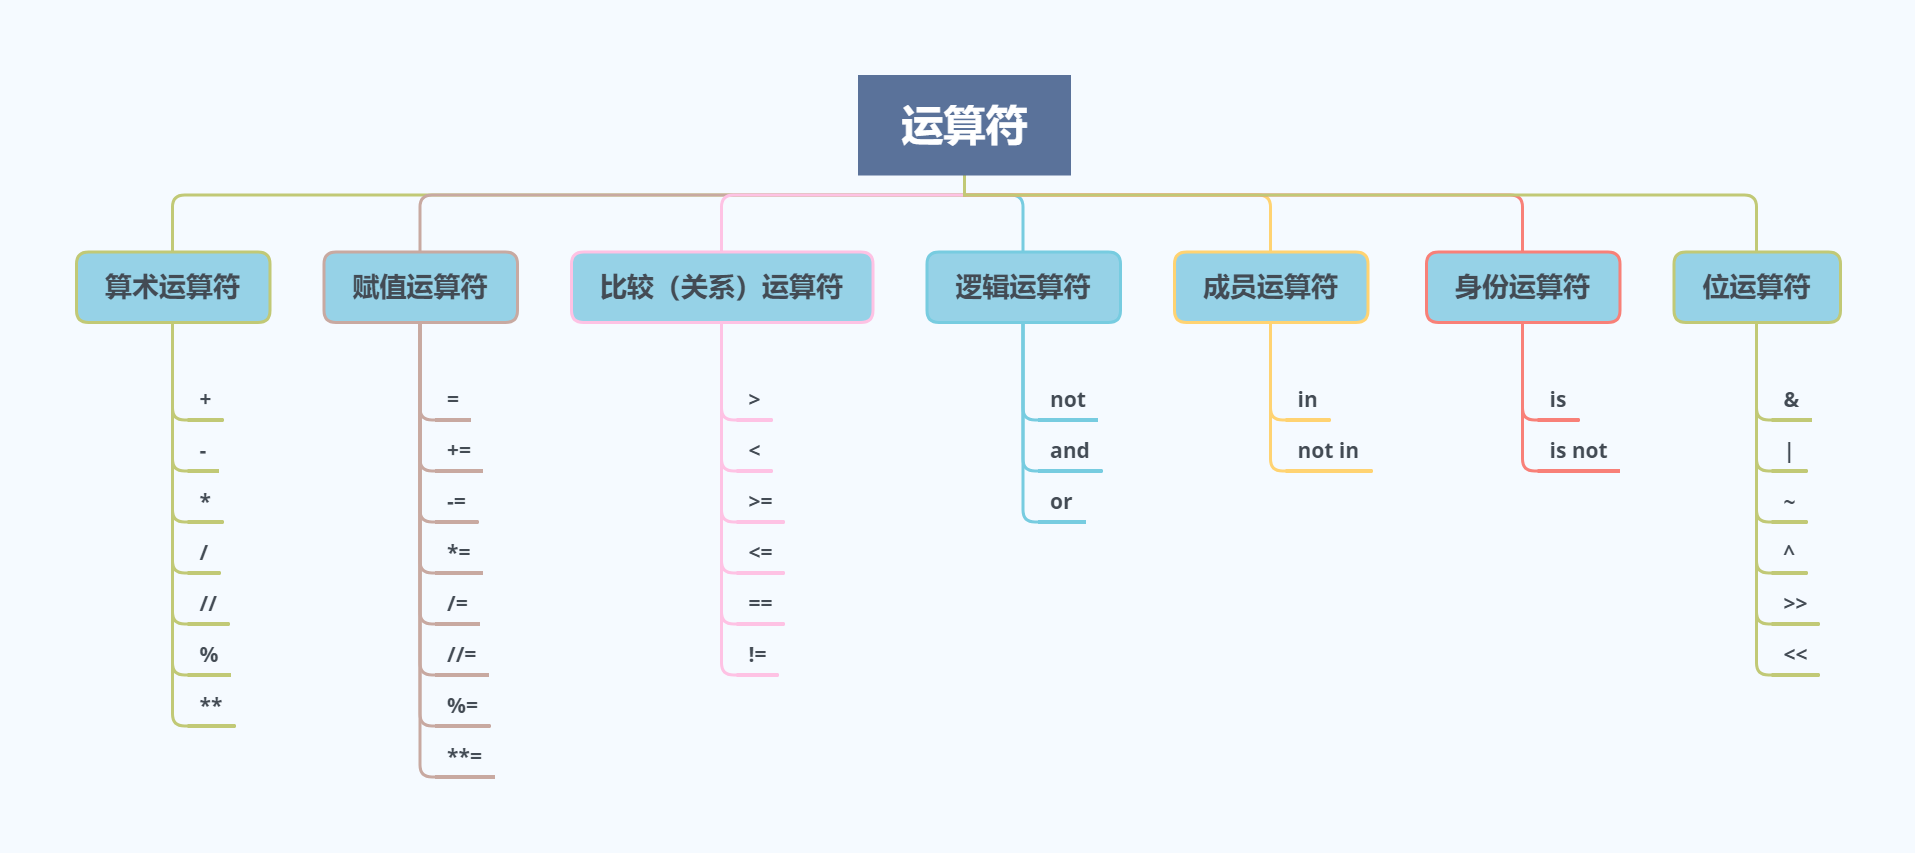 运算符
算术运算符
+
-
*
/
//
%
**
赋值运算符
=
+=
-=
*=
/=
//=
%=
**=
比较（关系）运算符
>
<
>=
<=
==
!=
逻辑运算符
not
and
or
成员运算符
in
not in
身份运算符
is
is not
位运算符
&
|
~
^
>>
<<